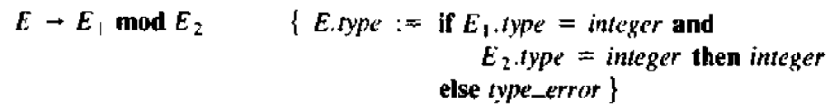 E → E₁ mod E₂ { E.type := if E₁.type = integer and
E₂.type = integer then integer
else type_error }